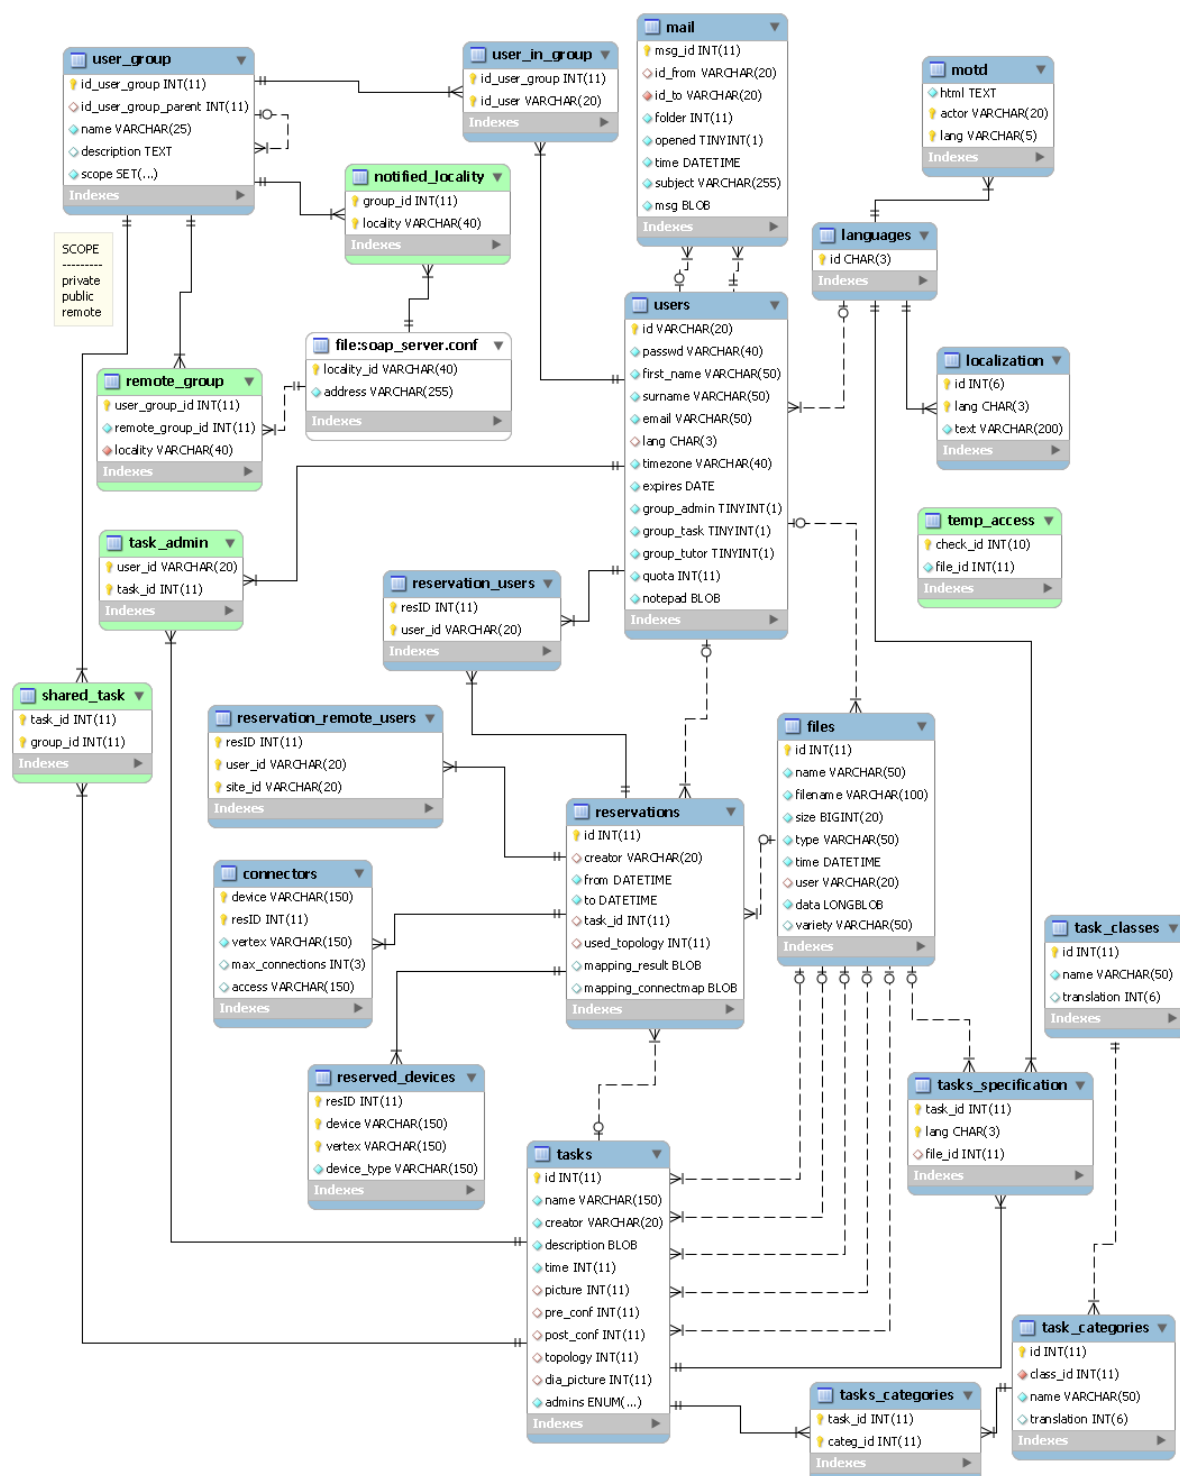 user_group
id_user_group INT(11)
id_user_group_parent INT(11)
name VARCHAR(25)
description TEXT
scope SET(...)
Indexes
user_in_group
id_user_group INT(11)
id_user VARCHAR(20)
Indexes
mail
msg_id INT(11)
id_from VARCHAR(20)
id_to VARCHAR(20)
folder INT(11)
opened TINYINT(1)
time DATETIME
subject VARCHAR(255)
msg BLOB
Indexes
motd
html TEXT
actor VARCHAR(20)
lang VARCHAR(5)
Indexes
notified_locality
group_id INT(11)
locality VARCHAR(40)
Indexes
SCOPE
---------
private
public
remote
languages
id CHAR(3)
Indexes
users
id VARCHAR(20)
passwd VARCHAR(40)
first_name VARCHAR(50)
surname VARCHAR(50)
email VARCHAR(50)
lang CHAR(3)
timezone VARCHAR(40)
expires DATE
group_admin TINYINT(1)
group_task TINYINT(1)
group_tutor TINYINT(1)
quota INT(11)
notepad BLOB
Indexes
file:soap_server.conf
locality_id VARCHAR(40)
address VARCHAR(255)
Indexes
localization
id INT(6)
lang CHAR(3)
text VARCHAR(200)
Indexes
remote_group
user_group_id INT(11)
remote_group_id INT(11)
locality VARCHAR(40)
Indexes
temp_access
check_id INT(10)
file_id INT(11)
Indexes
task_admin
user_id VARCHAR(20)
task_id INT(11)
Indexes
reservation_users
resID INT(11)
user_id VARCHAR(20)
Indexes
shared_task
task_id INT(11)
group_id INT(11)
Indexes
reservation_remote_users
resID INT(11)
user_id VARCHAR(20)
site_id VARCHAR(20)
Indexes
files
id INT(11)
name VARCHAR(50)
filename VARCHAR(100)
size BIGINT(20)
type VARCHAR(50)
time DATETIME
user VARCHAR(20)
data LONGBLOB
variety VARCHAR(50)
Indexes
reservations
id INT(11)
creator VARCHAR(20)
from DATETIME
to DATETIME
task_id INT(11)
used_topology INT(11)
mapping_result BLOB
mapping_connectmap BLOB
Indexes
connectors
device VARCHAR(150)
resID INT(11)
vertex VARCHAR(150)
max_connections INT(3)
access VARCHAR(150)
Indexes
task_classes
id INT(11)
name VARCHAR(50)
translation INT(6)
Indexes
reserved_devices
resID INT(11)
device VARCHAR(150)
vertex VARCHAR(150)
device_type VARCHAR(150)
Indexes
tasks_specification
task_id INT(11)
lang CHAR(3)
file_id INT(11)
Indexes
tasks
id INT(11)
name VARCHAR(150)
creator VARCHAR(20)
description BLOB
time INT(11)
picture INT(11)
pre_conf INT(11)
post_conf INT(11)
topology INT(11)
dia_picture INT(11)
admins ENUM(...)
Indexes
task_categories
id INT(11)
class_id INT(11)
name VARCHAR(50)
translation INT(6)
Indexes
tasks_categories
task_id INT(11)
categ_id INT(11)
Indexes